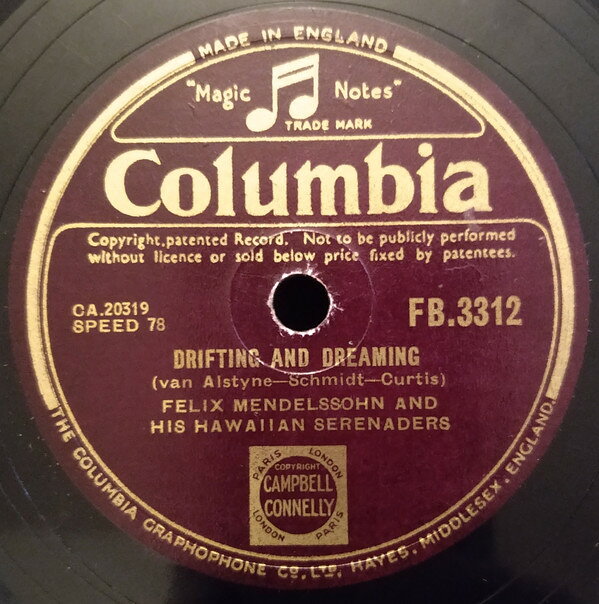 MADE IN ENGLAND
"Magic Notes"
TRADE MARK
Columbia
Copyright, patented Record. Not to be publicly performed
without licence or sold below price fixed by patentees.
CA.20319
SPEED 78
FB.3312
DRIFTING AND DREAMING
(van Alstyne—Schmidt—Curtis)
FELIX MENDELSSOHN AND
HIS HAWAIIAN SERENADERS
PARIS LONDON
COPYRIGHT
CAMPBELL
CONNELLY
LONDON PARIS
THE COLUMBIA GRAPHOPHONE CO, LTD, HAYES, MIDDLESEX, ENGLAND.